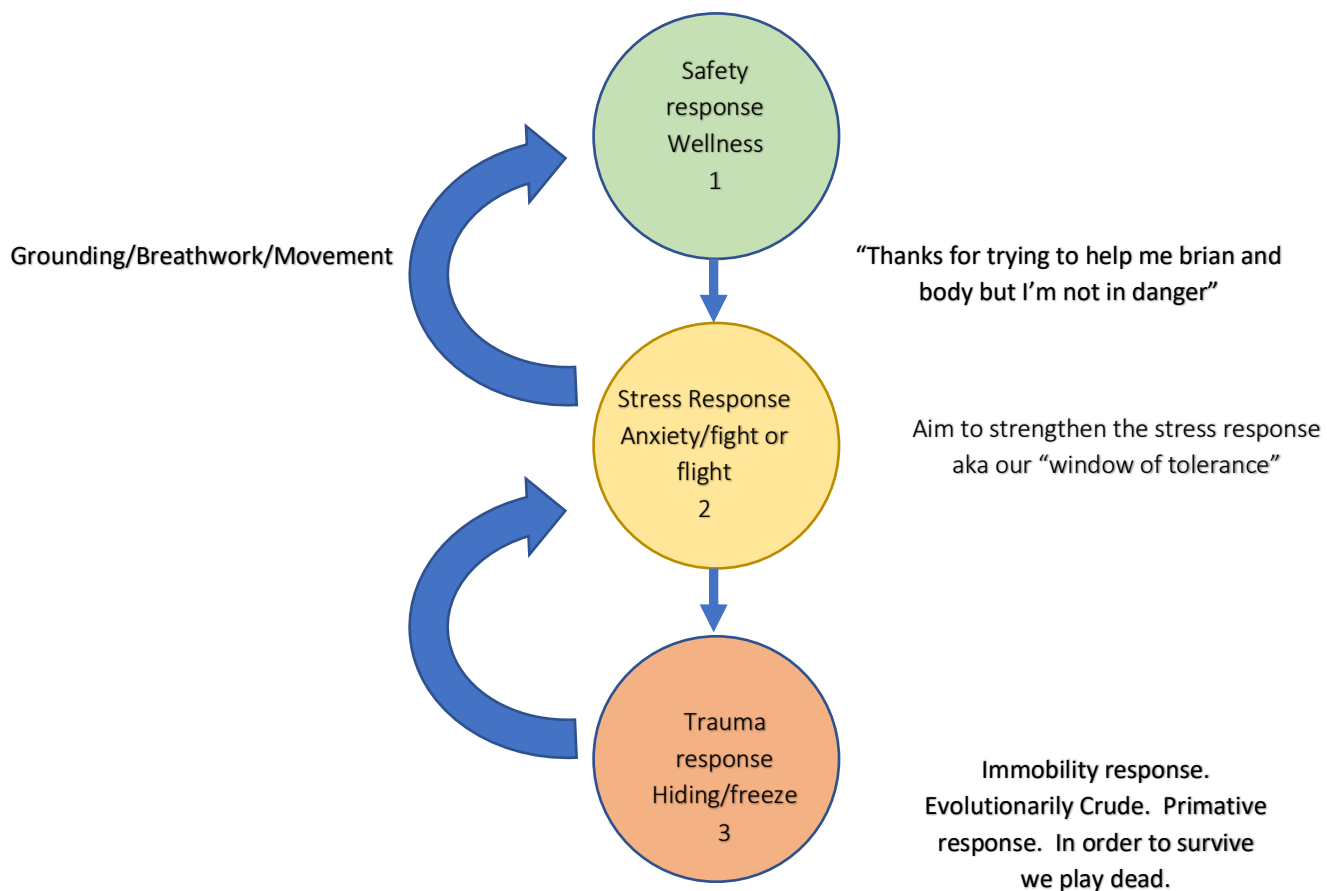 Safety
response
Wellness
1
Grounding/Breathwork/Movement
“Thanks for trying to help me brian and
body but I’m not in danger”
Stress Response
Anxiety/fight or
flight
2
Aim to strengthen the stress response
aka our “window of tolerance”
Trauma
response
Hiding/freeze
3
Immobility response.
Evolutionarily Crude.  Primative
response.  In order to survive
we play dead.